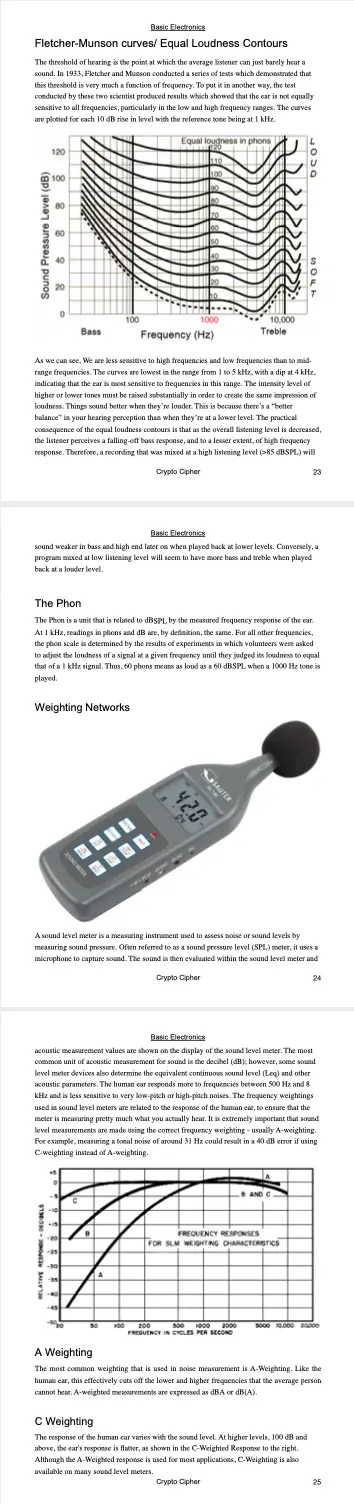 Basic Electronics
Fletcher-Munson curves/ Equal Loudness Contours
The threshold of hearing is the point at which the average listener can just barely hear a
sound. In 1933, Fletcher and Munson conducted a series of tests which demonstrated that
this threshold is very much a function of frequency. To put it in another way, the test
conducted by these two scientist produced results which showed that the ear is not equally
sensitive to all frequencies, particularly in the low and high frequency ranges. The curves
are plotted for each 10 dB rise in level with the reference tone being at 1 kHz.
Equal loudness in phons
120
110
100
90
80
70
60
50
40
30
20
10
LOUD
SOFT
Sound Pressure Level (dB)
120
100
80
60
40
20
0
100
1000
10,000
Bass
Frequency (Hz)
Treble
As we can see, We are less sensitive to high frequencies and low frequencies than to mid-
range frequencies. The curves are lowest in the range from 1 to 5 kHz, with a dip at 4 kHz,
indicating that the ear is most sensitive to frequencies in this range. The intensity level of
higher or lower tones must be raised substantially in order to create the same impression of
loudness. Things sound better when they're louder. This is because there's a “better
balance” in your hearing perception than when they're at a lower level. The practical
consequence of the equal loudness contours is that as the overall listening level is decreased,
the listener perceives a falling-off bass response, and to a lesser extent, of high frequency
response. Therefore, a recording that was mixed at a high listening level (>85 dBSPL) will
Crypto Cipher
23
Basic Electronics
sound weaker in bass and high end later on when played back at lower levels. Conversely, a
program mixed at low listening level will seem to have more bass and treble when played
back at a louder level.
The Phon
The Phon is a unit that is related to dBSPL by the measured frequency response of the ear.
At 1 kHz, readings in phons and dB are, by definition, the same. For all other frequencies,
the phon scale is determined by the results of experiments in which volunteers were asked
to adjust the loudness of a signal at a given frequency until they judged its loudness to equal
that of a 1 kHz signal. Thus, 60 phons means as loud as a 60 dBSPL when a 1000 Hz tone is
played.
Weighting Networks
SAUTER
42.0
SOUND METER
A sound level meter is a measuring instrument used to assess noise or sound levels by
measuring sound pressure. Often referred to as a sound pressure level (SPL) meter, it uses a
microphone to capture sound. The sound is then evaluated within the sound level meter and
Crypto Cipher
24
Basic Electronics
acoustic measurement values are shown on the display of the sound level meter. The most
common unit of acoustic measurement for sound is the decibel (dB); however, some sound
level meter devices also determine the equivalent continuous sound level (Leq) and other
acoustic parameters. The human ear responds more to frequencies between 500 Hz and 8
kHz and is less sensitive to very low-pitch or high-pitch noises. The frequency weightings
used in sound level meters are related to the response of the human ear, to ensure that the
meter is measuring pretty much what you actually hear. It is extremely important that sound
level measurements are made using the correct frequency weighting - usually A-weighting.
For example, measuring a tonal noise of around 31 Hz could result in a 40 dB error if using
C-weighting instead of A-weighting.
RELATIVE RESPONSE - DECIBELS
+5
0
-5
-10
-15
-20
-25
-30
-35
-40
-45
-50
A
B AND C
C
B
A
FREQUENCY RESPONSES
FOR SLM WEIGHTING CHARACTERISTICS
20 50 100 200 500 1000 2000 5000 10,000 20,000
FREQUENCY IN CYCLES PER SECOND
A Weighting
The most common weighting that is used in noise measurement is A-Weighting. Like the
human ear, this effectively cuts off the lower and higher frequencies that the average person
cannot hear. A-weighted measurements are expressed as dBA or dB(A).
C Weighting
The response of the human ear varies with the sound level. At higher levels, 100 dB and
above, the ear's response is flatter, as shown in the C-Weighted Response to the right.
Although the A-Weighted response is used for most applications, C-Weighting is also
available on many sound level meters.
Crypto Cipher
25